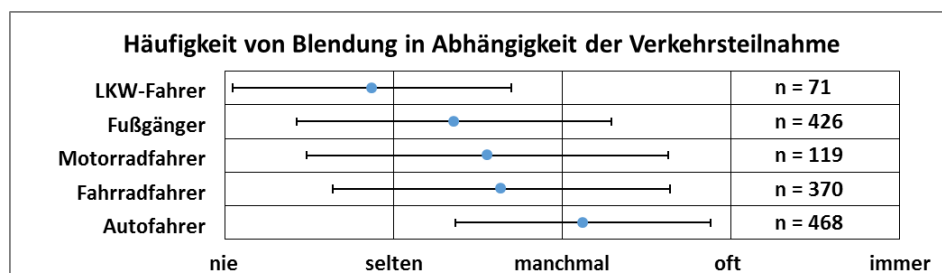 Häufigkeit von Blendung in Abhängigkeit der Verkehrsteilnahme
LKW-Fahrer n = 71
Fußgänger n = 426
Motorradfahrer n = 119
Fahrradfahrer n = 370
Autofahrer n = 468
nie selten manchmal oft immer